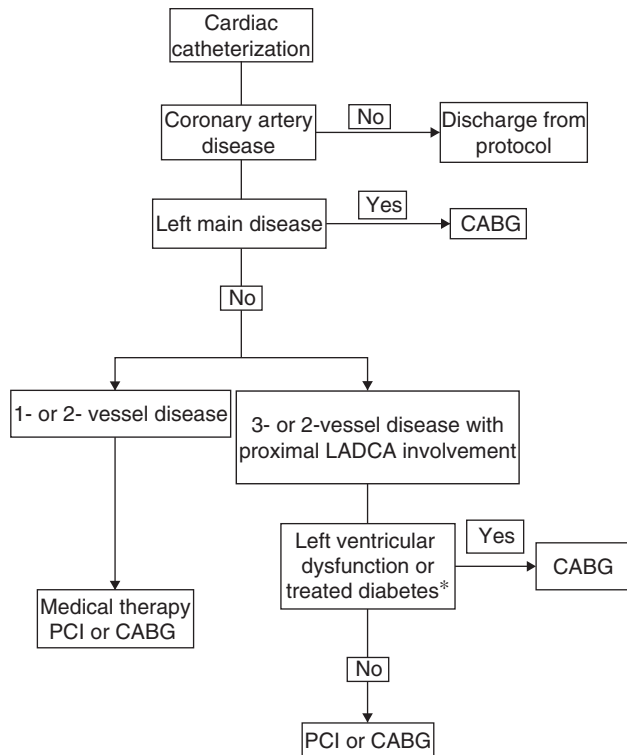 Cardiac
catheterization
Coronary artery
disease
No
Discharge from
protocol
Left main disease
Yes
CABG
No
1- or 2- vessel disease
3- or 2-vessel disease with
proximal LADCA involvement
Left ventricular
dysfunction or
treated diabetes*
Yes
CABG
Medical therapy
PCI or CABG
No
PCI or CABG